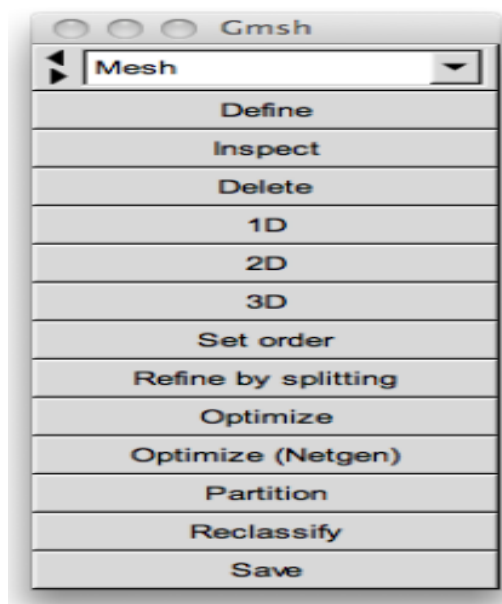 Gmsh
Mesh
Define
Inspect
Delete
1D
2D
3D
Set order
Refine by splitting
Optimize
Optimize (Netgen)
Partition
Reclassify
Save